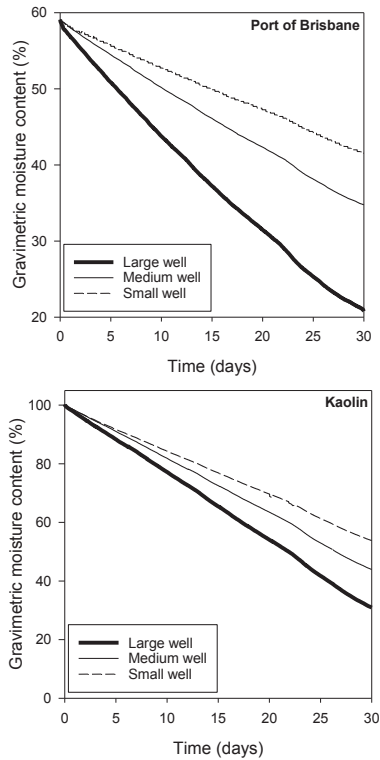 Port of Brisbane
Gravimetric moisture content (%)
60
50
40
30
20
Large well
Medium well
Small well
0 5 10 15 20 25 30
Time (days)
Kaolin
Gravimetric moisture content (%)
100
80
60
40
20
0
Large well
Medium well
Small well
0 5 10 15 20 25 30
Time (days)